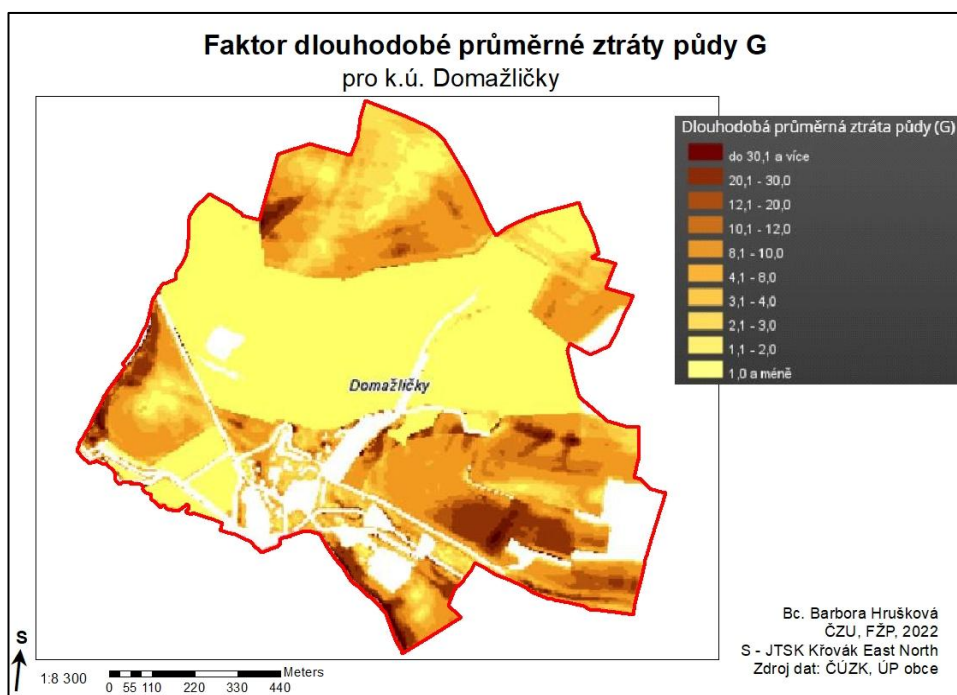 Faktor dlouhodobé průměrné ztráty půdy G
pro k.ú. Domažličky
Dlouhodobá průměrná ztráta půdy (G)
do 30,1 a více
20,1 - 30,0
12,1 - 20,0
10,1 - 12,0
8,1 - 10,0
4,1 - 8,0
3,1 - 4,0
2,1 - 3,0
1,1 - 2,0
1,0 a méně
Domažličky
Bc. Barbora Hrušková
ČZU, FŽP, 2022
S - JTSK Křovák East North
Zdroj dat: ČÚZK, ÚP obce
S
1:8 300
Meters
0 55 110 220 330 440